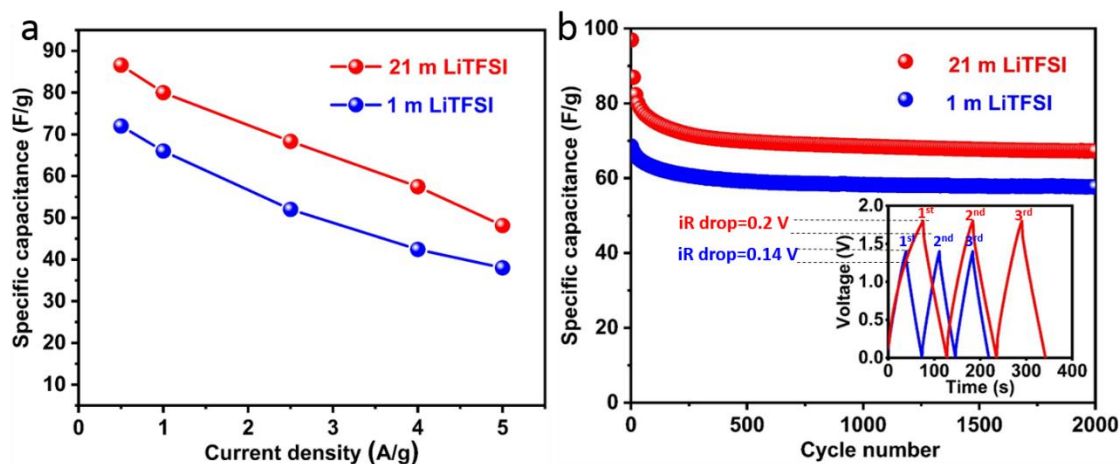 a
Specific capacitance (F/g)
90
80
70
60
50
40
30
20
10
21 m LiTFSI
1 m LiTFSI
0
1
2
3
4
5
Current density (A/g)
b
Specific capacitance (F/g)
100
80
60
40
20
0
21 m LiTFSI
1 m LiTFSI
iR drop=0.2 V
iR drop=0.14 V
Voltage (V)
2.0
1.5
1.0
0.5
0.0
1st 2nd 3rd
1st 2nd 3rd
0 100 200 300 400
Time (s)
0 500 1000 1500 2000
Cycle number